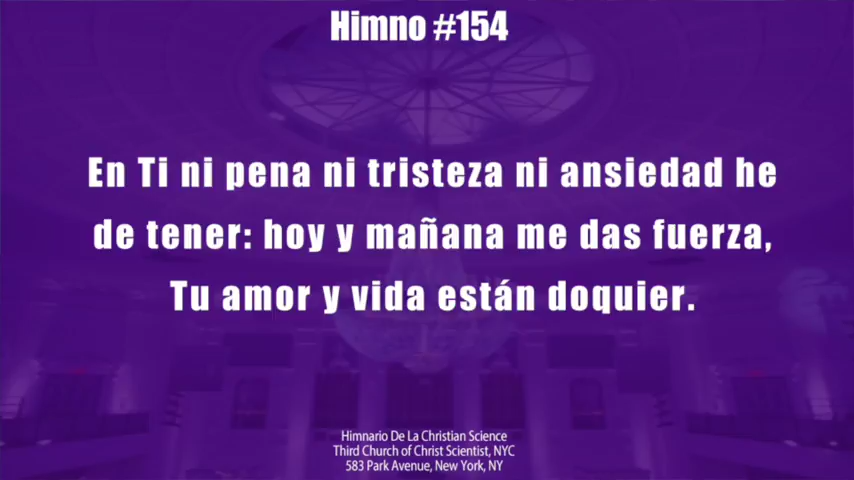 Himno #154
En Ti ni pena ni tristeza ni ansiedad he
de tener: hoy y mañana me das fuerza,
Tu amor y vida están doquier.
Himnario De La Christian Science
Third Church of Christ Scientist, NYC
583 Park Avenue, New York, NY